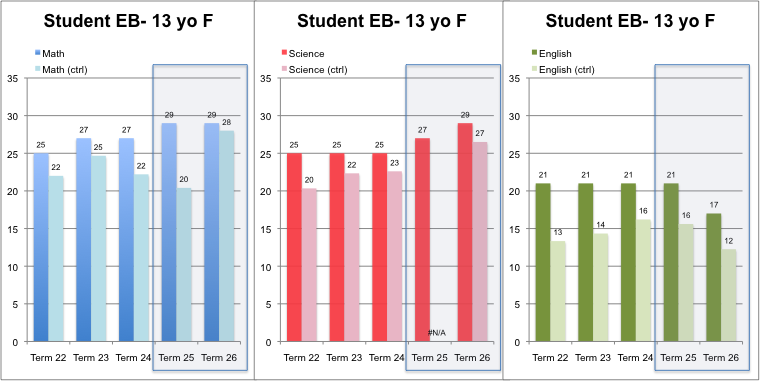 Student EB- 13 yo F
Math
Math (ctrl)
35
30
25
20
15
10
5
0
25
22
27
25
27
22
29
20
29
28
Term 22
Term 23
Term 24
Term 25
Term 26
Student EB- 13 yo F
Science
Science (ctrl)
35
30
25
20
15
10
5
0
25
20
25
22
25
23
27
#N/A
29
27
Term 22
Term 23
Term 24
Term 25
Term 26
Student EB- 13 yo F
English
English (ctrl)
35
30
25
20
15
10
5
0
21
13
21
14
21
16
21
16
17
12
Term 22
Term 23
Term 24
Term 25
Term 26